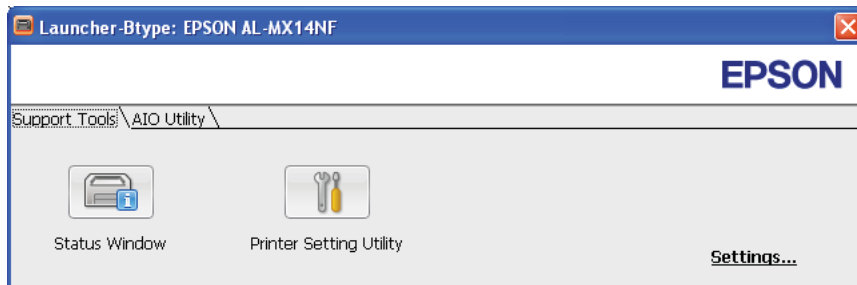 Launcher-Btype: EPSON AL-MX14NF
EPSON
Support Tools AIO Utility
Status Window Printer Setting Utility
Settings...